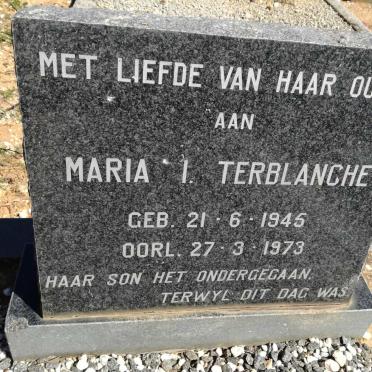 MET LIEFDE VAN HAAR OU
AAN
MARIA I. TERBLANCHE
GEB. 21·6·1945
OORL. 27·3·1973
HAAR SON HET ONDERGEGAAN.
TERWYL DIT DAG WAS